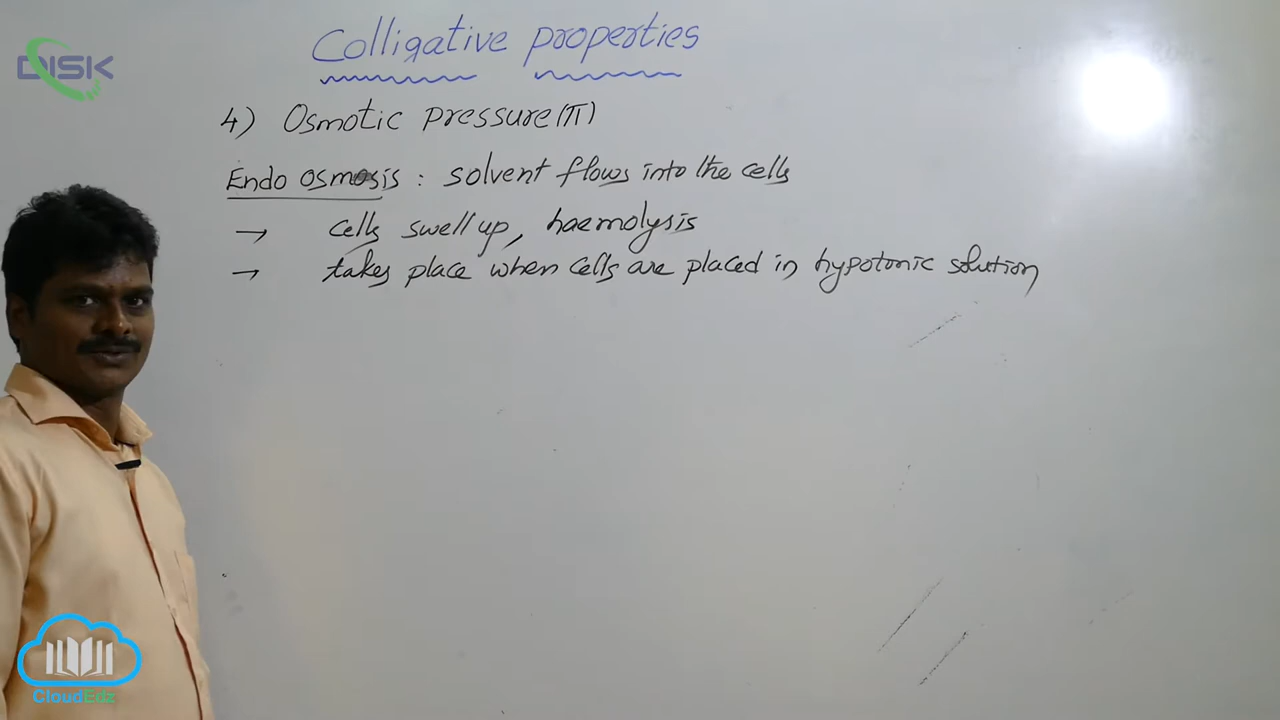 DISK
Colligative properties
4) Osmotic pressure (π)
Endo osmosis : solvent flows into the cells
→ cells swell up, haemolysis
→ takes place when cells are placed in hypotonic solution
CloudEdz